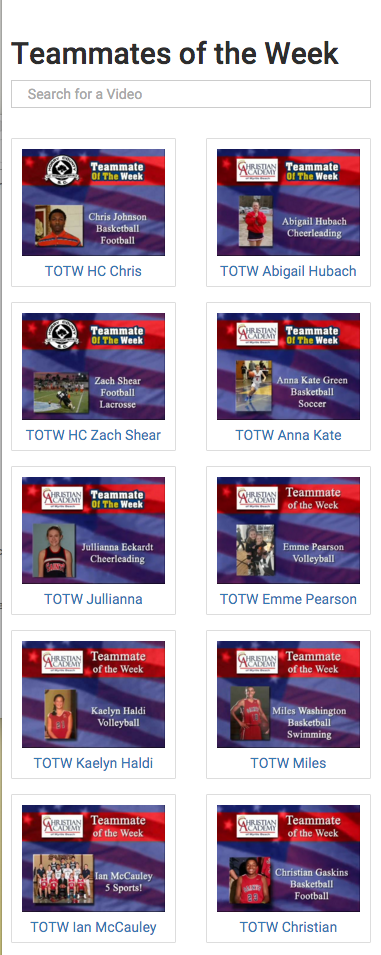 Teammates of the Week
Search for a Video
Teammate
Of The Week
Chris Johnson
Basketball
Football
TOTW HC Chris
CHRISTIAN
ACADEMY
Teammate
Of The Week
Abigail Hubach
Cheerleading
TOTW Abigail Hubach
Teammate
Of The Week
Zach Shear
Football
Lacrosse
TOTW HC Zach Shear
CHRISTIAN
ACADEMY
Teammate
Of The Week
Anna Kate Green
Basketball
Soccer
TOTW Anna Kate
CHRISTIAN
ACADEMY
Teammate
Of The Week
Jullianna Eckardt
Cheerleading
TOTW Jullianna
CHRISTIAN
ACADEMY
Teammate
of the Week
Emme Pearson
Volleyball
TOTW Emme Pearson
CHRISTIAN
ACADEMY
Teammate
of the Week
Kaelyn Haldi
Volleyball
TOTW Kaelyn Haldi
CHRISTIAN
ACADEMY
Teammate
of the Week
Miles Washington
Basketball
Swimming
TOTW Miles
CHRISTIAN
ACADEMY
Teammate
of the Week
Ian McCauley
5 Sports!
TOTW Ian McCauley
CHRISTIAN
ACADEMY
Teammate
of the Week
Christian Gaskins
Basketball
Football
TOTW Christian